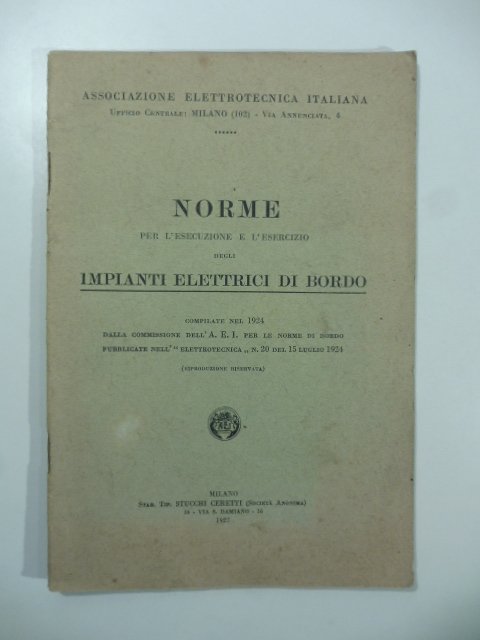 ASSOCIAZIONE ELETTROTECNICA ITALIANA
UFFICIO CENTRALE: MILANO (102) - VIA ANNUNCIATA, 4
NORME
PER L'ESECUZIONE E L'ESERCIZIO
DEGLI
IMPIANTI ELETTRICI DI BORDO
COMPILATE NEL 1924
DALLA COMMISSIONE DELL'A. E. I. PER LE NORME DI BORDO
PUBBLICATE NELL'" ELETTROTECNICA „ N. 20 DEL 15 LUGLIO 1924
(RIPRODUZIONE RISERVATA)
AEI
MILANO
STAB. TIP. STUCCHI CERETTI (SOCIETÀ ANONIMA)
16 - VIA S. DAMIANO - 16
1927